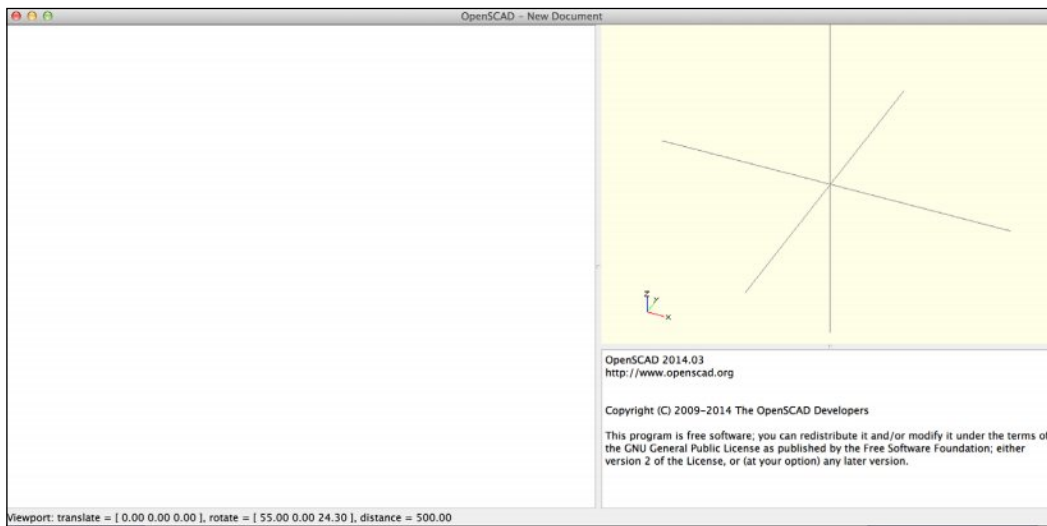 OpenSCAD - New Document
Z
Y
X
OpenSCAD 2014.03
http://www.openscad.org
Copyright (C) 2009-2014 The OpenSCAD Developers
This program is free software; you can redistribute it and/or modify it under the terms of
the GNU General Public License as published by the Free Software Foundation; either
version 2 of the License, or (at your option) any later version.
Viewport: translate = [ 0.00 0.00 0.00 ], rotate = [ 55.00 0.00 24.30 ], distance = 500.00